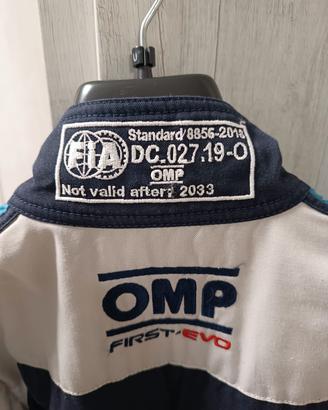 Standard/8856-2018
FIA
DC.027.19-O
OMP
Not valid after: 2033
OMP
FIRST-EVO